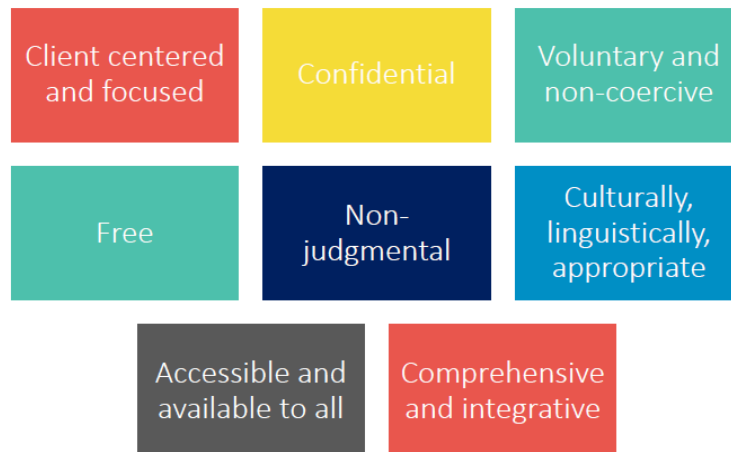 Client centered
and focused
Confidential
Voluntary and
non-coercive
Free
Non-
judgmental
Culturally,
linguistically,
appropriate
Accessible and
available to all
Comprehensive
and integrative